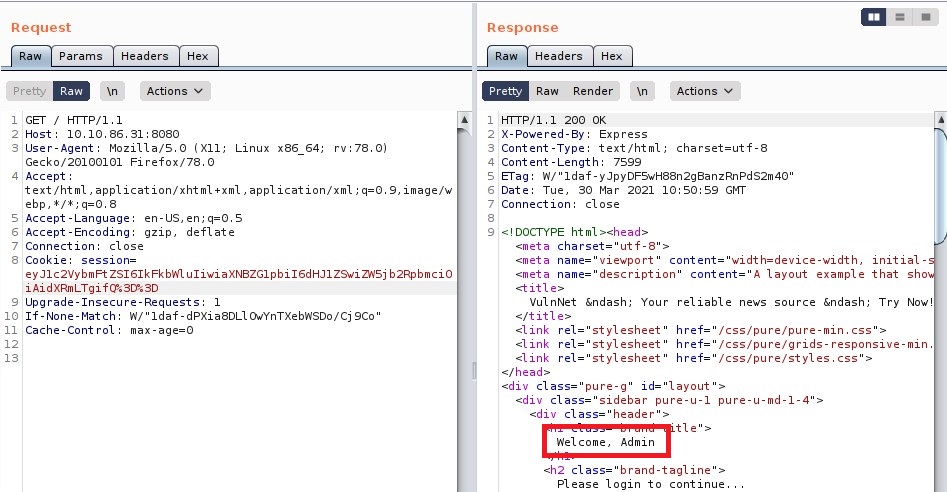 Request
Raw Params Headers Hex
Pretty Raw \n Actions
1 GET / HTTP/1.1
2 Host: 10.10.86.31:8080
3 User-Agent: Mozilla/5.0 (X11; Linux x86_64; rv:78.0)
Gecko/20100101 Firefox/78.0
4 Accept:
text/html,application/xhtml+xml,application/xml;q=0.9,image/w
ebp,*/*;q=0.8
5 Accept-Language: en-US,en;q=0.5
6 Accept-Encoding: gzip, deflate
7 Connection: close
8 Cookie: session=
eyJ1c2VybmFtZSI6IkFkbWluIiwiaXNBZG1pbiI6dHJ1ZSwiZW5jb2RpbmciO
iAidXRmLTgifQ%3D%3D
9 Upgrade-Insecure-Requests: 1
10 If-None-Match: W/"1daf-dPXia8DLlOwYnTXebWSDo/Cj9Co"
11 Cache-Control: max-age=0
12
13
Response
Raw Headers Hex
Pretty Raw Render \n Actions
1 HTTP/1.1 200 OK
2 X-Powered-By: Express
3 Content-Type: text/html; charset=utf-8
4 Content-Length: 7599
5 ETag: W/"1daf-yJpyDF5wH88n2gBanzRnPdS2m40"
6 Date: Tue, 30 Mar 2021 10:50:59 GMT
7 Connection: close
8
9 <!DOCTYPE html><head>
<meta charset="utf-8">
<meta name="viewport" content="width=device-width, initial-s
<meta name="description" content="A layout example that show
<title>
VulnNet &ndash; Your reliable news source &ndash; Try Now!
</title>
<link rel="stylesheet" href="/css/pure/pure-min.css">
<link rel="stylesheet" href="/css/pure/grids-responsive-min.
<link rel="stylesheet" href="/css/pure/styles.css">
</head>
<div class="pure-g" id="layout">
<div class="sidebar pure-u-1 pure-u-md-1-4">
<div class="header">
<h1 class="brand-title">
Welcome, Admin
</h1>
<h2 class="brand-tagline">
Please login to continue...